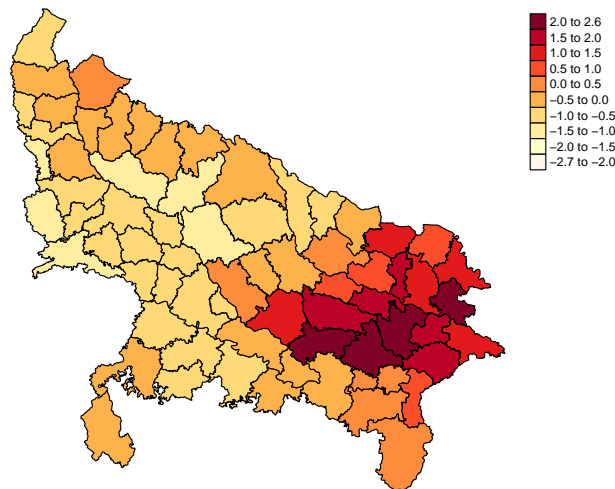 2.0 to 2.6
1.5 to 2.0
1.0 to 1.5
0.5 to 1.0
0.0 to 0.5
−0.5 to 0.0
−1.0 to −0.5
−1.5 to −1.0
−2.0 to −1.5
−2.7 to −2.0